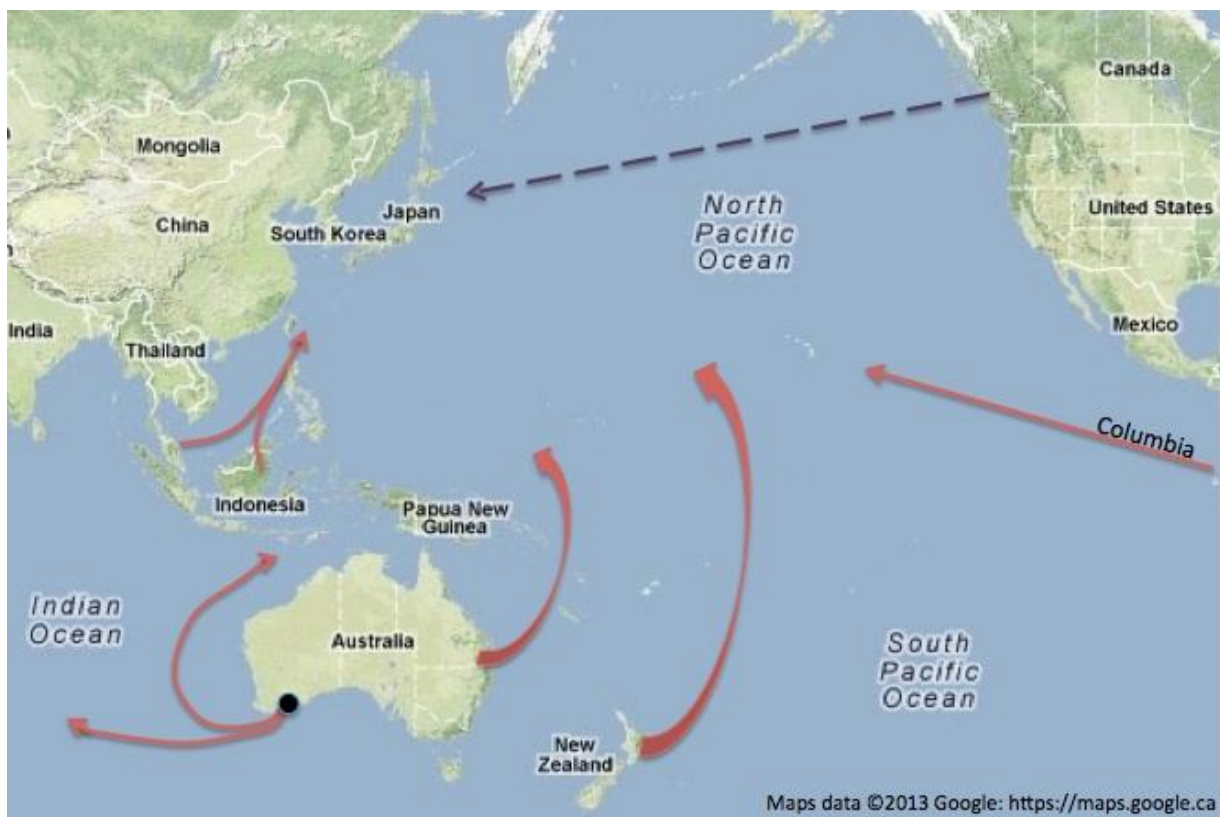 Canada
Mongolia
Japan
China
South Korea
North
Pacific
Ocean
United States
India
Thailand
Mexico
Columbia
Indonesia
Papua New
Guinea
Indian
Ocean
Australia
South
Pacific
Ocean
New
Zealand
Maps data ©2013 Google: https://maps.google.ca